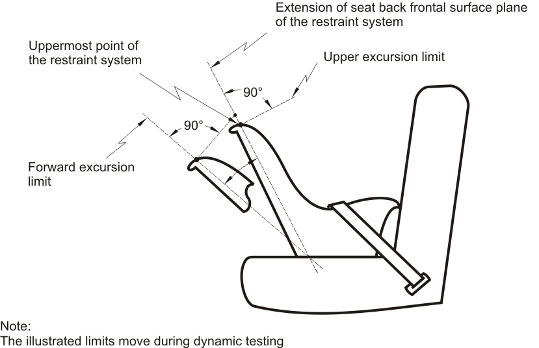 Extension of seat back frontal surface plane
of the restraint system
Uppermost point of
the restraint system
Upper excursion limit
90°
90°
Forward excursion
limit
Note:
The illustrated limits move during dynamic testing